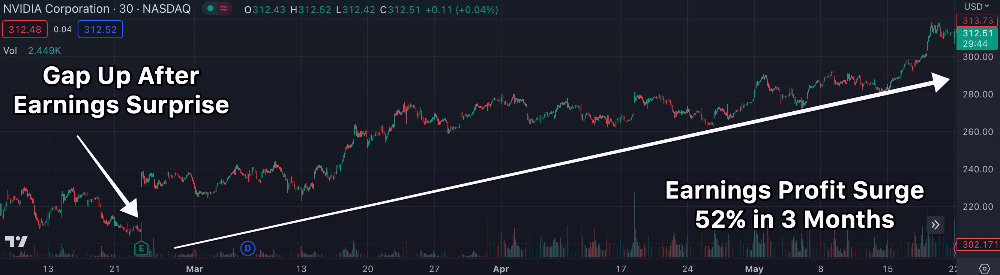 NVIDIA Corporation · 30 · NASDAQ O312.43 H312.52 L312.42 C312.51 +0.11 (+0.04%)
USD
312.48 0.04 312.52
313.73
312.51
29:44
Vol 2.449K
300.00
280.00
260.00
240.00
220.00
302.171
Gap Up After
Earnings Surprise
Earnings Profit Surge
52% in 3 Months
E
D
13 21 Mar 13 20 27 Apr 17 24 May 8 15 22